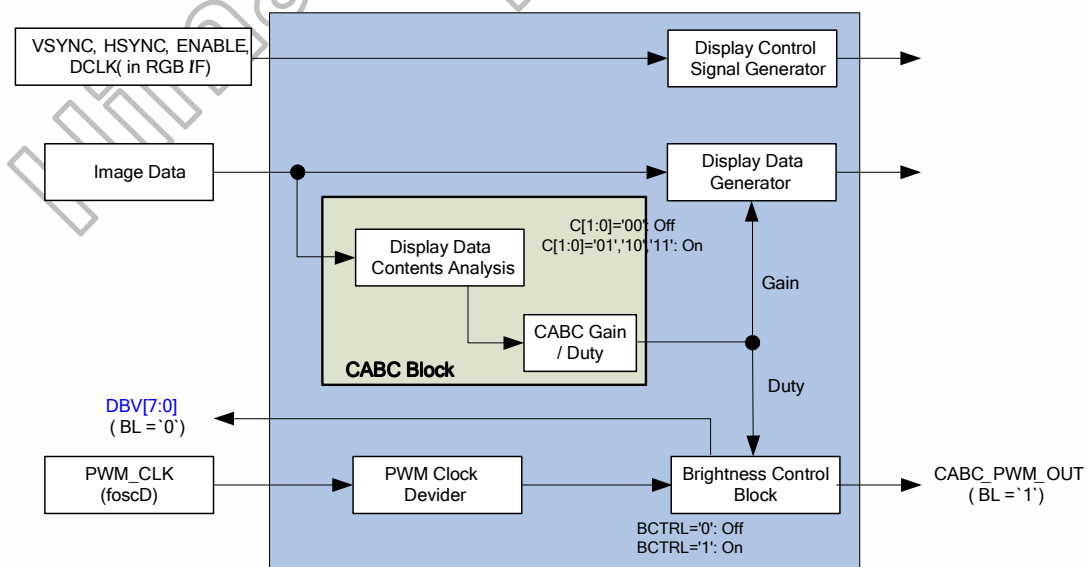 VSYNC, HSYNC, ENABLE,
DCLK( in RGB IF)
Display Control
Signal Generator
Image Data
Display Data
Generator
C[1:0]='00': Off
C[1:0]='01','10','11': On
Display Data
Contents Analysis
Gain
CABC Gain
/ Duty
CABC Block
Duty
DBV[7:0]
( BL =`0`)
PWM_CLK
(foscD)
PWM Clock
Devider
Brightness Control
Block
CABC_PWM_OUT
( BL =`1`)
BCTRL='0': Off
BCTRL='1': On